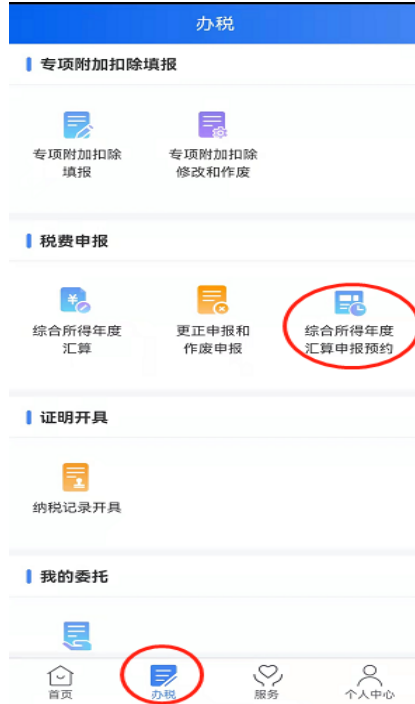 办税
专项附加扣除填报
专项附加扣除
填报
专项附加扣除
修改和作废
税费申报
综合所得年度
汇算
更正申报和
作废申报
综合所得年度
汇算申报预约
证明开具
纳税记录开具
我的委托
首页
办税
服务
个人中心